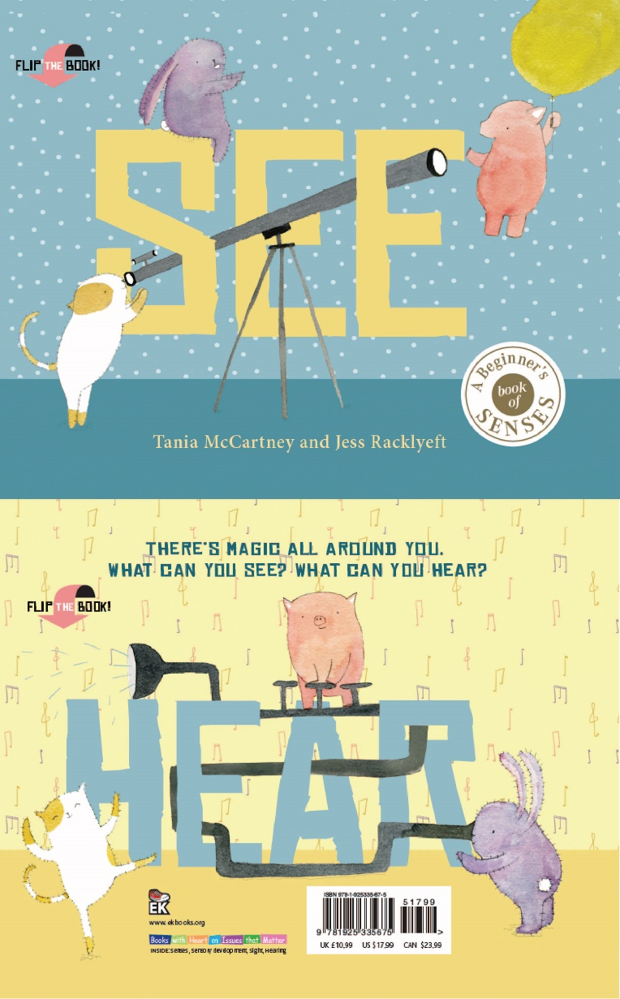 FLIP THE BOOK!
SEE
A Beginner's
book
of
SENSES
Tania McCartney and Jess Racklyeft
THERE'S MAGIC ALL AROUND YOU.
WHAT CAN YOU SEE? WHAT CAN YOU HEAR?
FLIP THE BOOK!
HEAR
EK
www.ekbooks.org
Books with Heart on Issues that Matter
INSIDE: senses, sensory development, sight, hearing
ISBN 978-1-925335-67-5
51799
9 781925 335675 >
UK £10,99 US $17,99 CAN $23,99